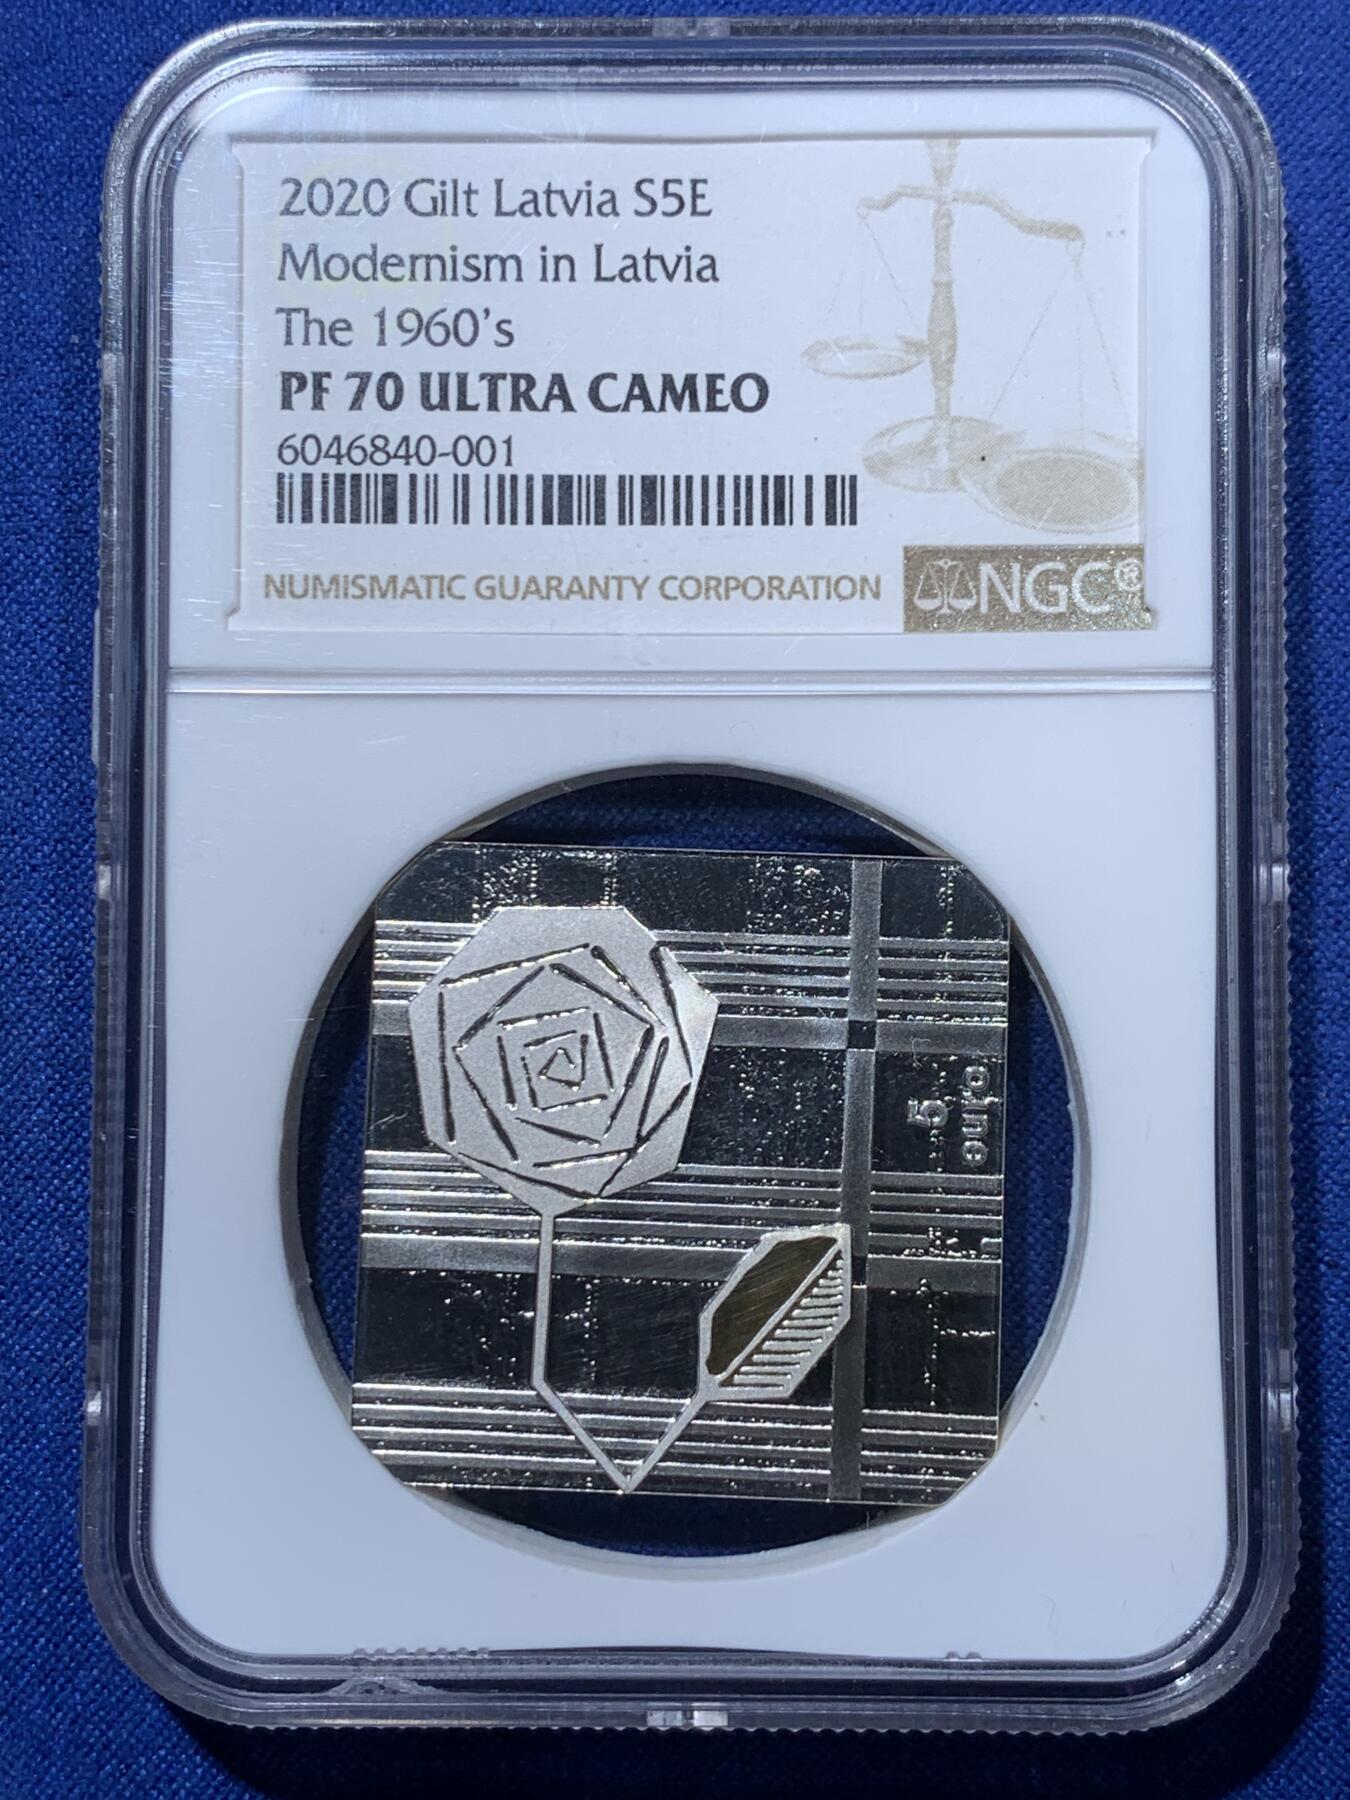 2020 Gilt Latvia S5E
Modernism in Latvia
The 1960's
PF 70 ULTRA CAMEO
6046840-001
NUMISMATIC GUARANTY CORPORATION
NGC®
5